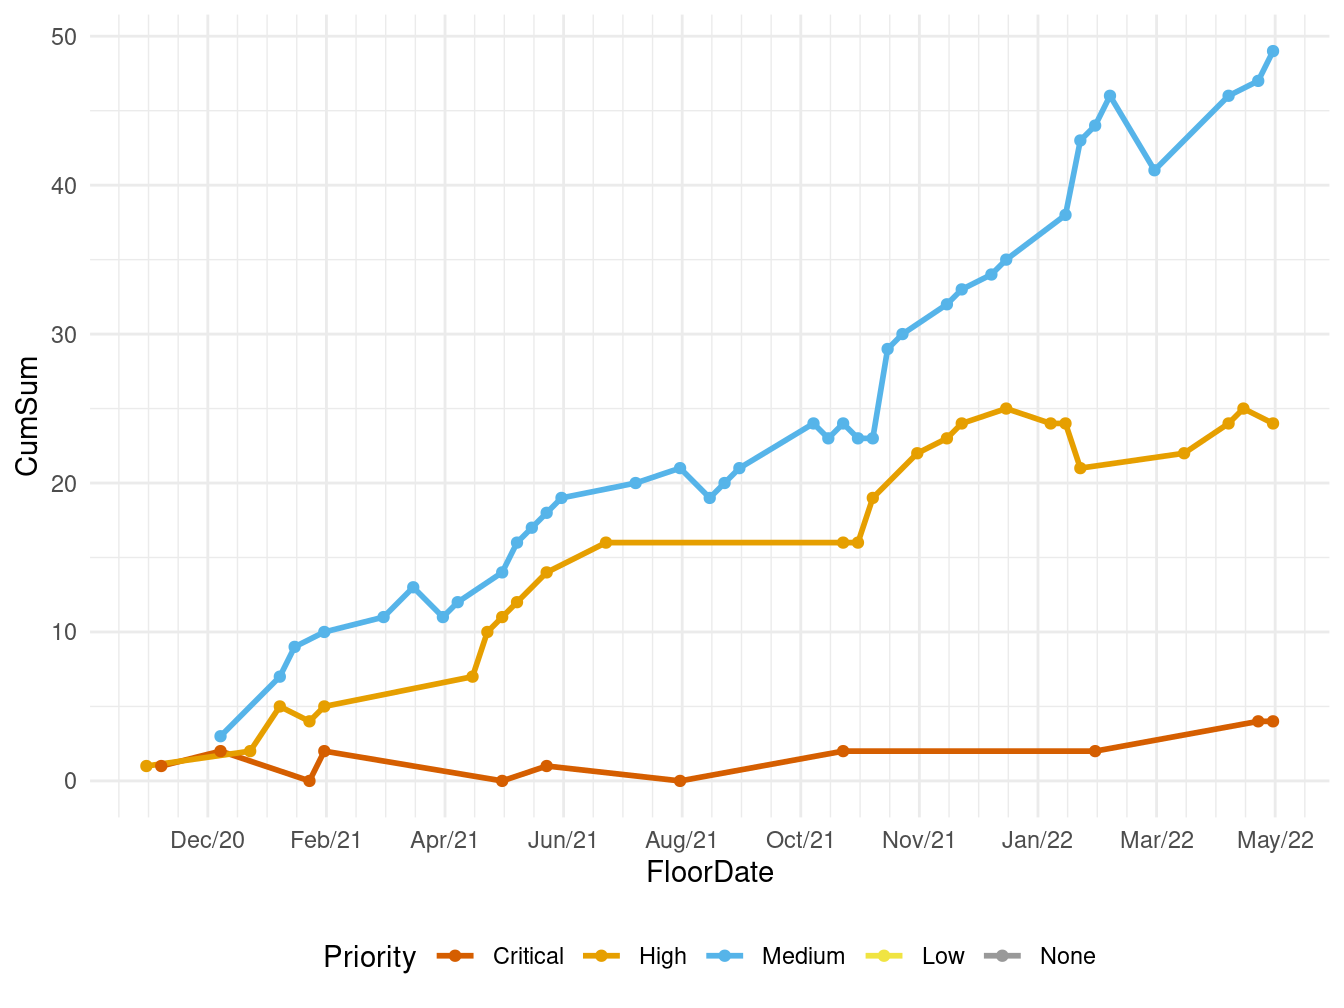 50
40
30
20
10
0
CumSum
Dec/20 Feb/21 Apr/21 Jun/21 Aug/21 Oct/21 Nov/21 Jan/22 Mar/22 May/22
FloorDate
Priority Critical High Medium Low None